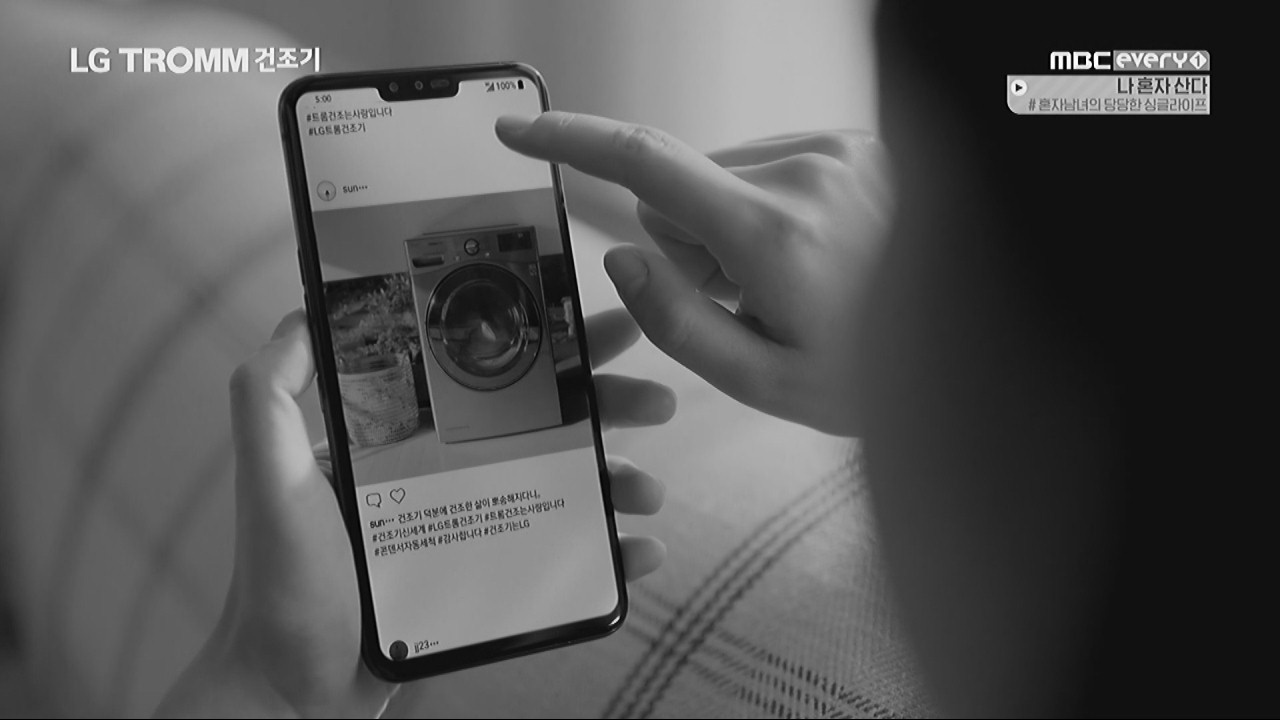 LG TROMM 건조기
MBC every1
나 혼자 산다
# 혼자남녀의 당당한 싱글라이프
5:00
100%
#트롬건조는사랑입니다
#LG트롬건조기
sun···
sun··· 건조기 덕분에 건조한 삶이 뽀송해지다니,
#건조기신세계 #LG트롬건조기 #트롬건조는사랑입니다
#콘덴서자동세척 #감사합니다 #건조기는LG
jj23···